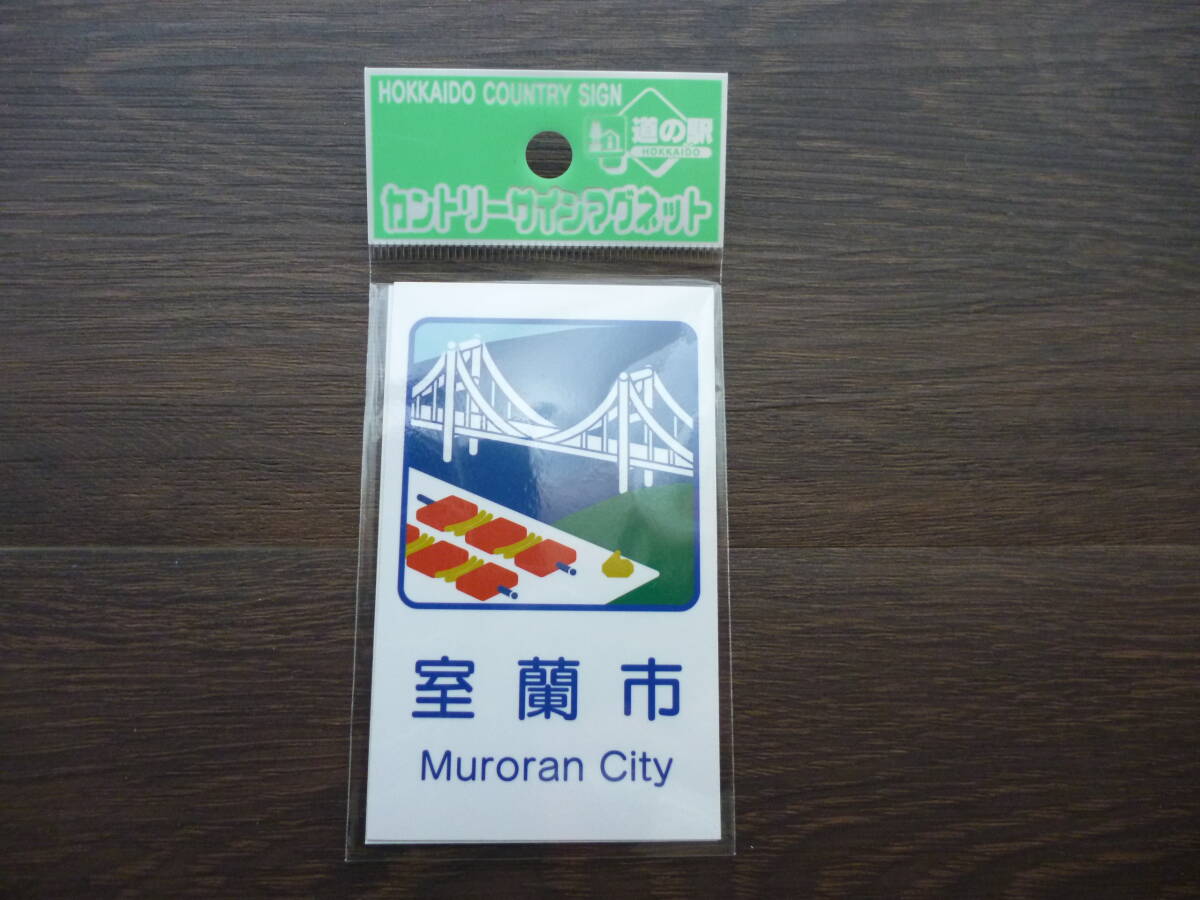 HOKKAIDO COUNTRY SIGN
道の駅
HOKKAIDO
カントリーサインマグネット
室蘭市
Muroran City